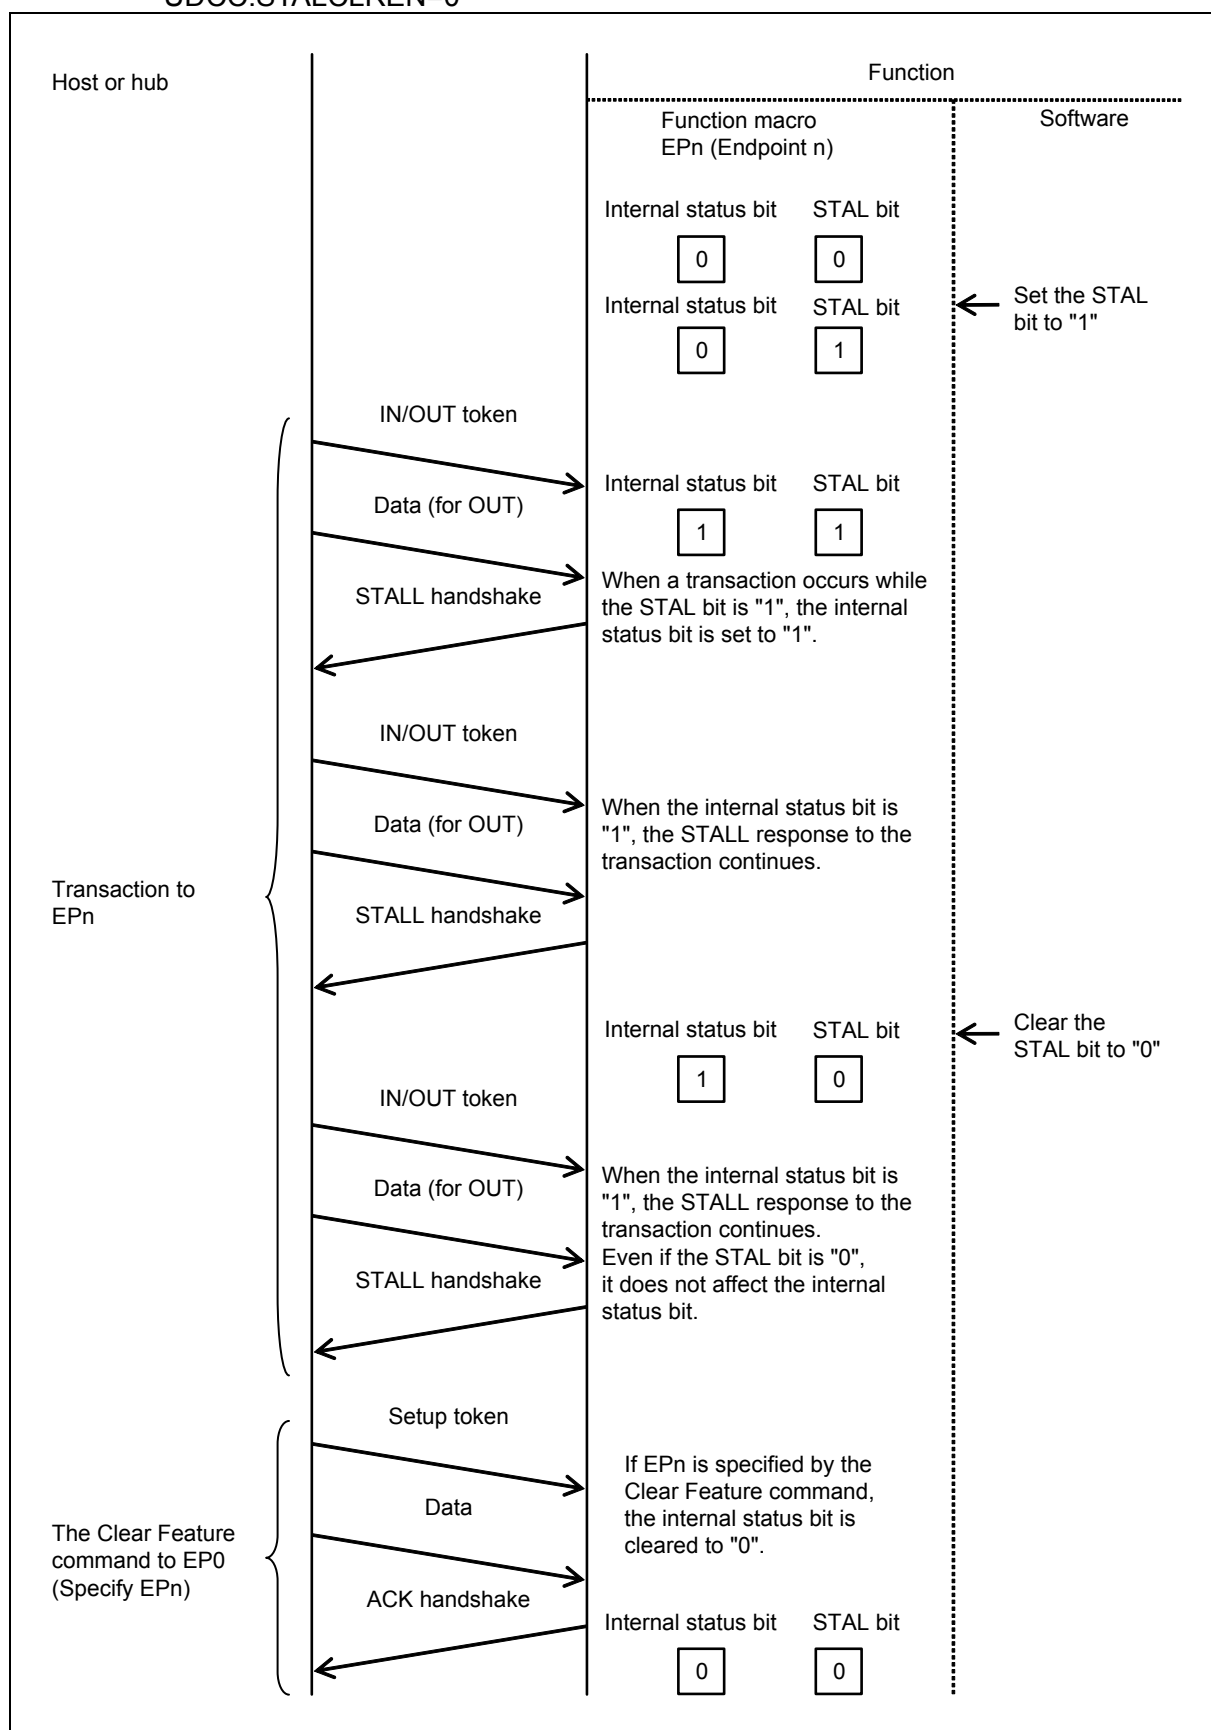 UDCC.STALCLREN=0
Function
Host or hub
Function macro
EPn (Endpoint n)
Software
Internal status bit STAL bit
0 0
Internal status bit STAL bit
0 1
Set the STAL
bit to "1"
IN/OUT token
Internal status bit STAL bit
1 1
Data (for OUT)
When a transaction occurs while
the STAL bit is "1", the internal
status bit is set to "1".
STALL handshake
IN/OUT token
Data (for OUT)
When the internal status bit is
"1", the STALL response to the
transaction continues.
Transaction to
EPn
STALL handshake
Internal status bit STAL bit
1 0
Clear the
STAL bit to "0"
IN/OUT token
Data (for OUT)
When the internal status bit is
"1", the STALL response to the
transaction continues.
Even if the STAL bit is "0",
it does not affect the internal
status bit.
STALL handshake
Setup token
If EPn is specified by the
Clear Feature command,
the internal status bit is
cleared to "0".
Data
The Clear Feature
command to EP0
(Specify EPn)
ACK handshake
Internal status bit STAL bit
0 0